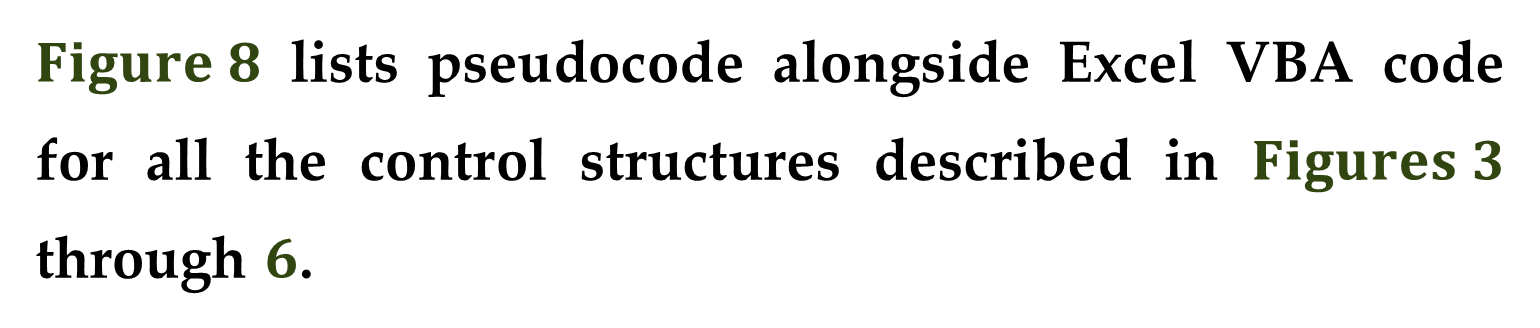 Figure 8 lists pseudocode alongside Excel VBA code
for all the control structures described in Figures 3
through 6.